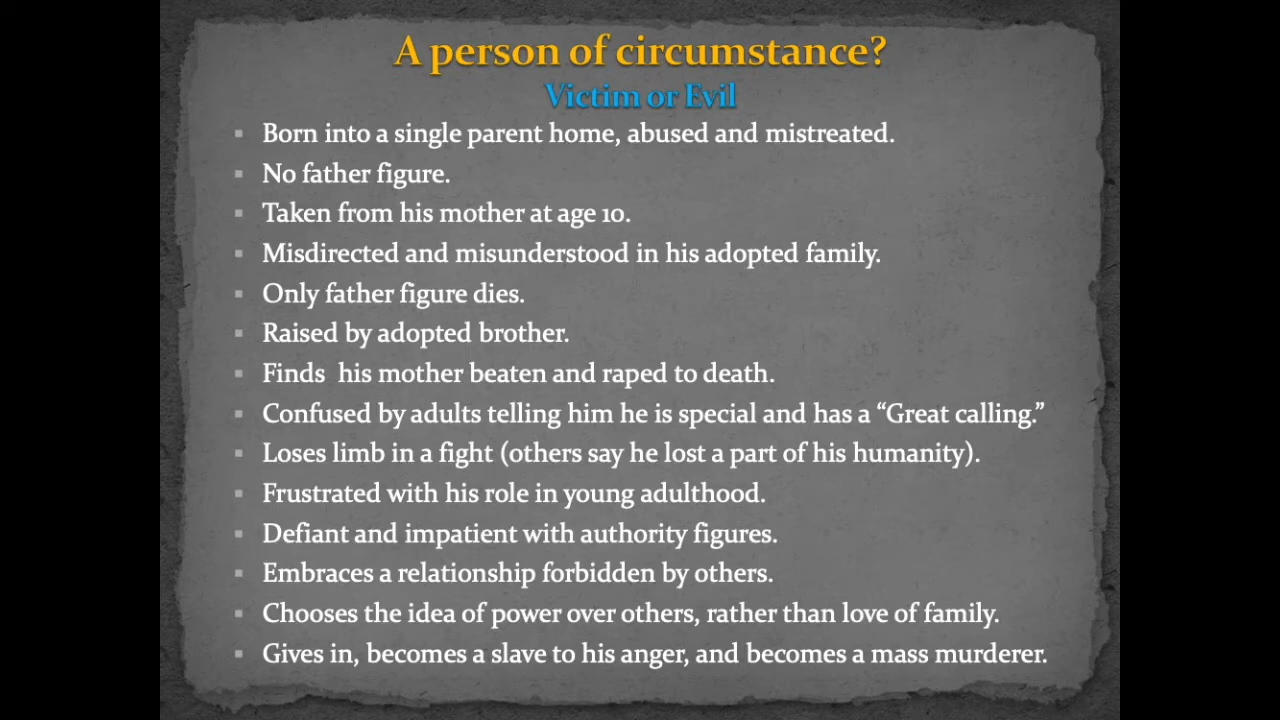 A person of circumstance?
Victim or Evil
▪ Born into a single parent home, abused and mistreated.
▪ No father figure.
▪ Taken from his mother at age 10.
▪ Misdirected and misunderstood in his adopted family.
▪ Only father figure dies.
▪ Raised by adopted brother.
▪ Finds  his mother beaten and raped to death.
▪ Confused by adults telling him he is special and has a “Great calling.”
▪ Loses limb in a fight (others say he lost a part of his humanity).
▪ Frustrated with his role in young adulthood.
▪ Defiant and impatient with authority figures.
▪ Embraces a relationship forbidden by others.
▪ Chooses the idea of power over others, rather than love of family.
▪ Gives in, becomes a slave to his anger, and becomes a mass murderer.